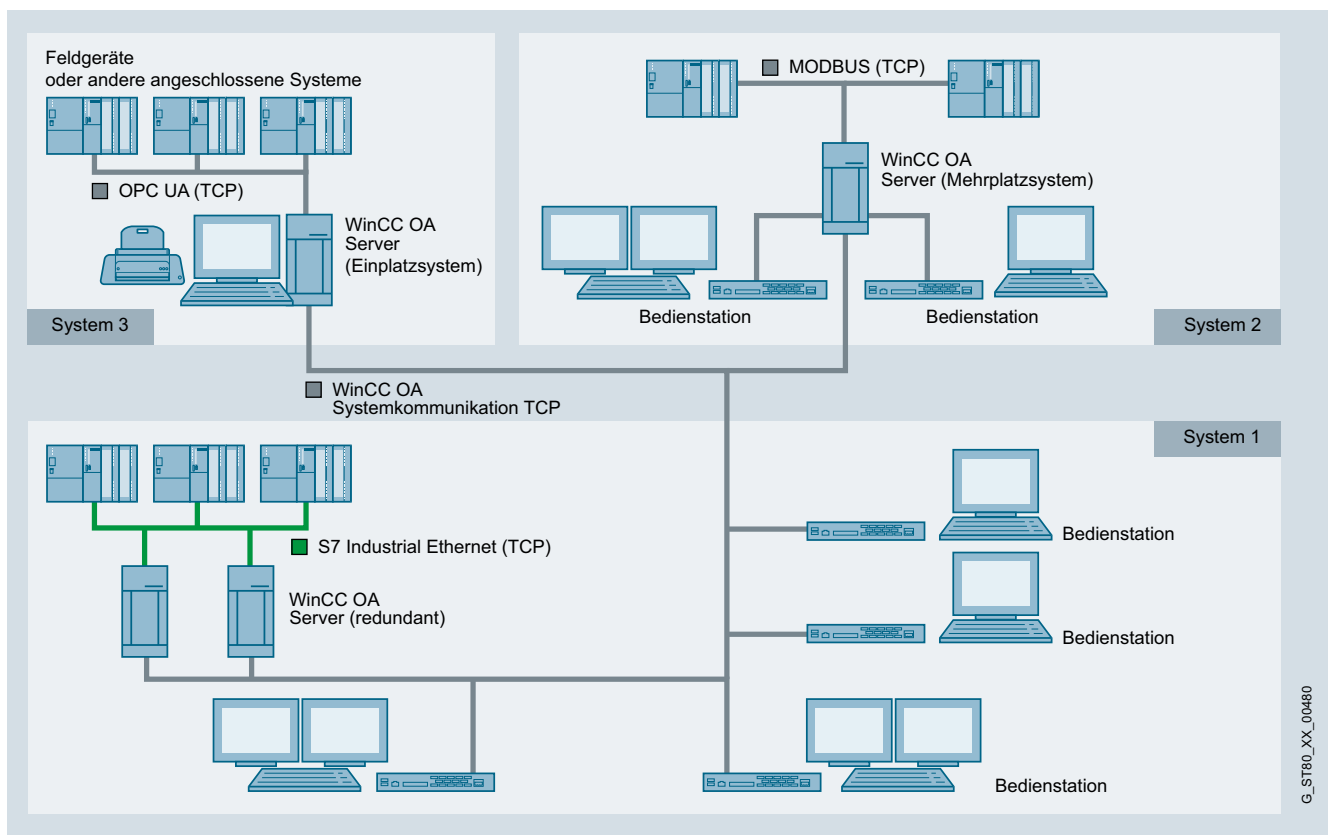 Feldgeräte
oder andere angeschlossene Systeme
OPC UA (TCP)
WinCC OA
Server
(Einplatzsystem)
System 3
MODBUS (TCP)
WinCC OA
Server (Mehrplatzsystem)
Bedienstation
Bedienstation
System 2
WinCC OA
Systemkommunikation TCP
System 1
S7 Industrial Ethernet (TCP)
WinCC OA
Server (redundant)
Bedienstation
Bedienstation
Bedienstation
G_ST80_XX_00480